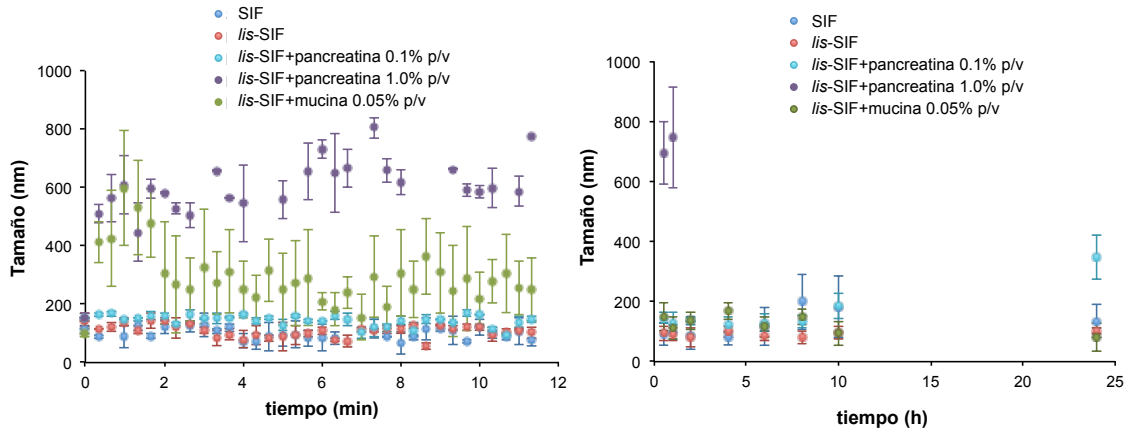 SIF
lis-SIF
lis-SIF+pancreatina 0.1% p/v
lis-SIF+pancreatina 1.0% p/v
lis-SIF+mucina 0.05% p/v
1000
800
600
400
200
0
Tamaño (nm)
0 2 4 6 8 10 12
tiempo (min)
SIF
lis-SIF
lis-SIF+pancreatina 0.1% p/v
lis-SIF+pancreatina 1.0% p/v
lis-SIF+mucina 0.05% p/v
1000
800
600
400
200
0
Tamaño (nm)
0 5 10 15 20 25
tiempo (h)